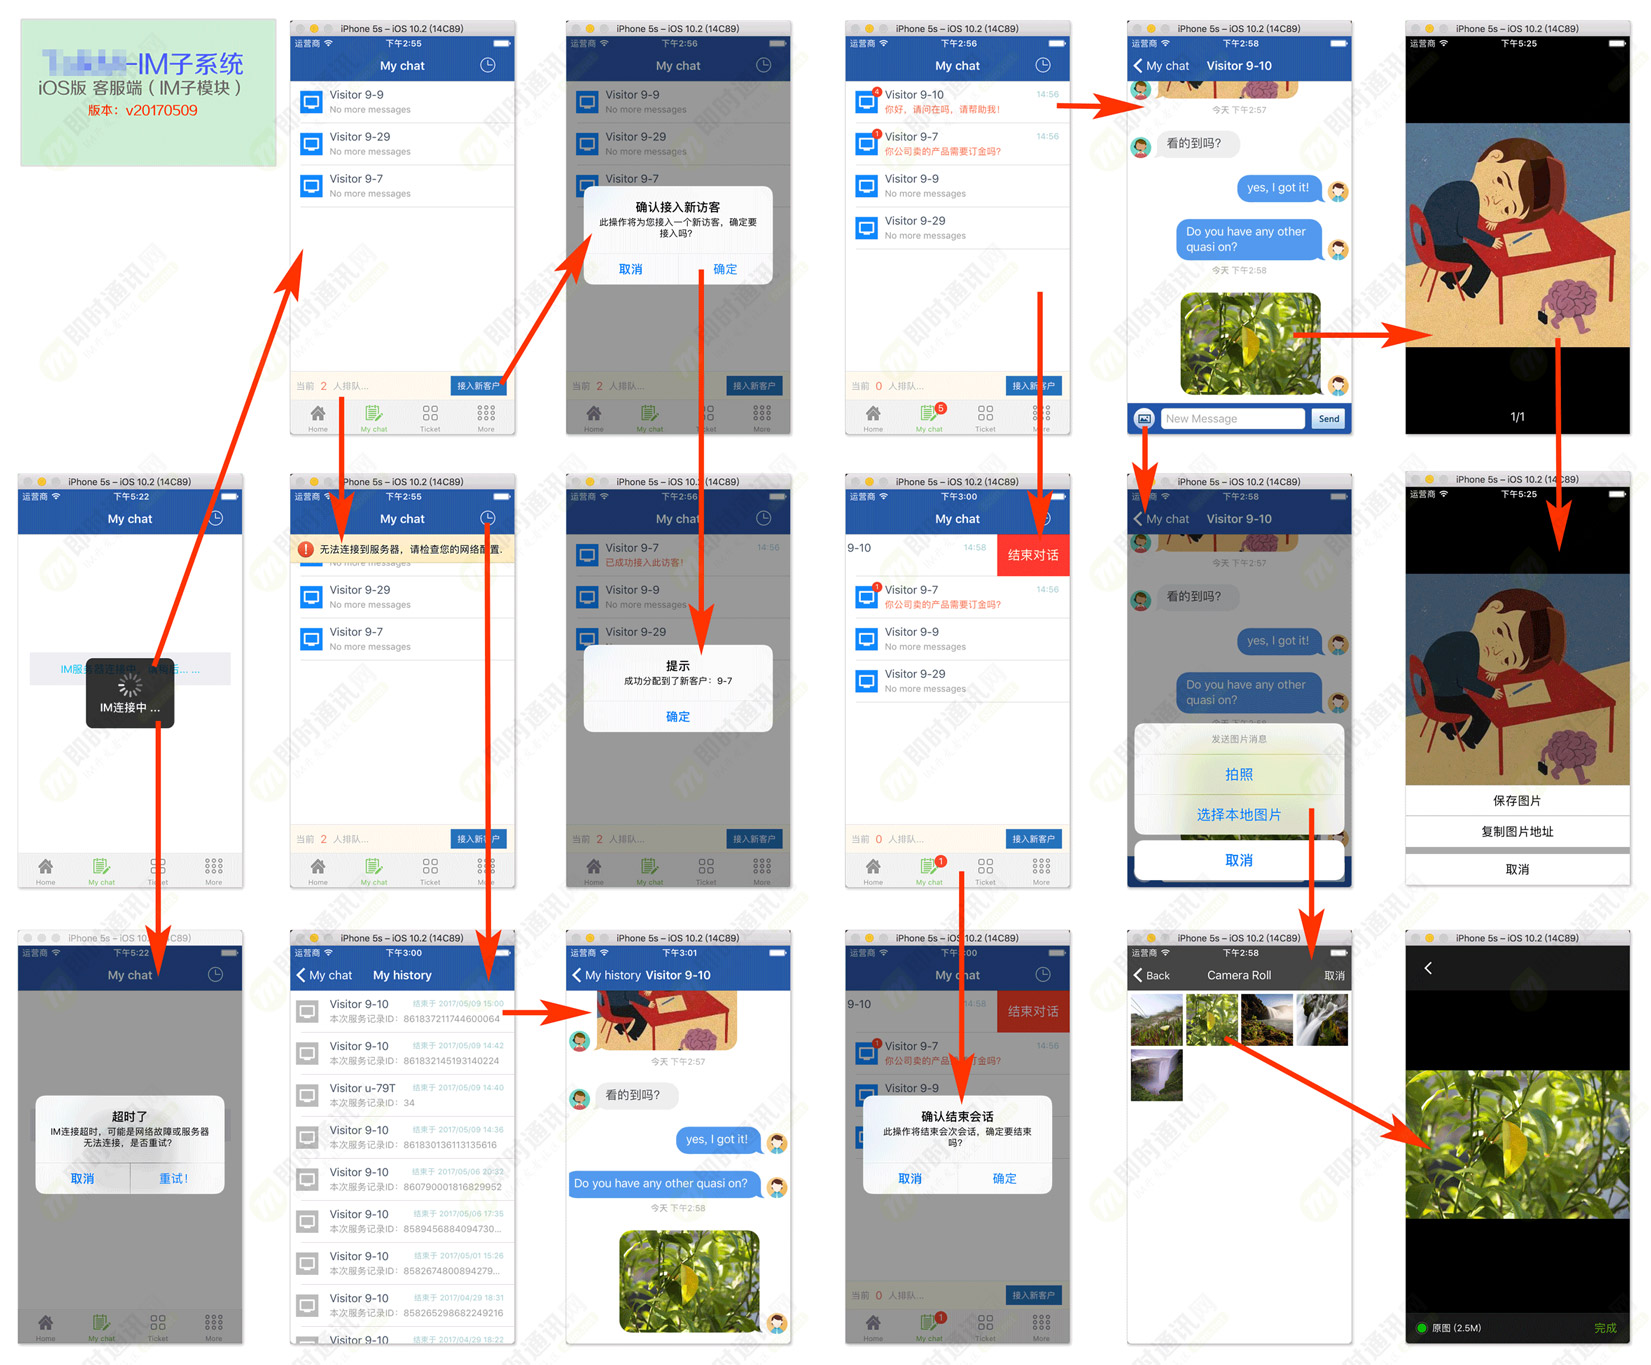 -IM子系统
iOS版 客服端（IM子模块）
版本：v20170509
iPhone 5s – iOS 10.2 (14C89)
运营商 下午2:55
My chat
Visitor 9-9
No more messages
Visitor 9-29
No more messages
Visitor 9-7
No more messages
当前 2 人排队... 接入新客户
Home My chat Ticket More
iPhone 5s – iOS 10.2 (14C89)
运营商 下午2:56
My chat
Visitor 9-9
No more messages
Visitor 9-29
No more messages
Visitor 9-7
确认接入新访客
此操作将为您接入一个新访客，确定要
接入吗？
取消 确定
当前 2 人排队... 接入新客户
Home My chat Ticket More
iPhone 5s – iOS 10.2 (14C89)
运营商 下午2:56
My chat
4 Visitor 9-10 14:56
你好，请问在吗，请帮助我！
1 Visitor 9-7 14:56
你公司卖的产品需要订金吗？
Visitor 9-9
No more messages
Visitor 9-29
No more messages
当前 0 人排队... 接入新客户
5
Home My chat Ticket More
iPhone 5s – iOS 10.2 (14C89)
运营商 下午2:58
My chat Visitor 9-10
今天 下午2:57
看的到吗?
yes, I got it!
Do you have any other
quasi on?
今天 下午2:58
New Message Send
iPhone 5s – iOS 10.2 (14C89)
运营商 下午5:25
1/1
iPhone 5s – iOS 10.2 (14C89)
运营商 下午5:22
My chat
IM服
IM连接中 ...
Home My chat Ticket More
iPhone 5s – iOS 10.2 (14C89)
运营商 下午2:55
My chat
无法连接到服务器，请检查您的网络配置.
No more messages
Visitor 9-29
No more messages
Visitor 9-7
No more messages
当前 2 人排队... 接入新客户
Home My chat Ticket More
iPhone 5s – iOS 10.2 (14C89)
运营商 下午2:56
My chat
Visitor 9-7 14:56
已成功接入此访客！
Visitor 9-9
No more messages
Visitor 9-29
提示
成功分配到了新客户：9-7
确定
当前 2 人排队... 接入新客户
Home My chat Ticket More
iPhone 5s – iOS 10.2 (14C89)
运营商 下午3:00
My chat
9-10 14:58 结束对话
1 Visitor 9-7 14:56
你公司卖的产品需要订金吗？
Visitor 9-9
No more messages
Visitor 9-29
No more messages
当前 0 人排队... 接入新客户
1
Home My chat Ticket More
iPhone 5s – iOS 10.2 (14C89)
运营商 下午2:58
My chat Visitor 9-10
今天 下午2:57
看的到吗?
yes, I got it!
Do you have any other
quasi on?
发送图片消息
拍照
选择本地图片
取消
iPhone 5s – iOS 10.2 (14C89)
运营商 下午5:25
保存图片
复制图片地址
取消
iPhone 5s – iOS 10.2 (14C89)
运营商 下午5:22
My chat
超时了
IM连接超时，可能是网络故障或服务器
无法连接，是否重试?
取消 重试！
Home My chat Ticket More
iPhone 5s – iOS 10.2 (14C89)
运营商 下午3:00
My chat My history
Visitor 9-10 结束于 2017/05/09 15:00
本次服务记录ID：861837211744600064
Visitor 9-10 结束于 2017/05/09 14:42
本次服务记录ID：861832145193140224
Visitor u-79T 结束于 2017/05/09 14:40
本次服务记录ID：34
Visitor 9-10 结束于 2017/05/09 14:36
本次服务记录ID：861830136113135616
Visitor 9-10 结束于 2017/05/06 20:32
本次服务记录ID：860790001816829952
Visitor 9-10 结束于 2017/05/06 17:35
本次服务记录ID：8589456884094730...
Visitor 9-10 结束于 2017/05/01 15:26
本次服务记录ID：8582674800894279...
Visitor 9-10 结束于 2017/04/29 18:31
本次服务记录ID：858265298682249216
Visitor 9-10 结束于 2017/04/29 18:22
iPhone 5s – iOS 10.2 (14C89)
运营商 下午3:01
My history Visitor 9-10
今天 下午2:57
看的到吗?
yes, I got it!
Do you have any other quasi on?
今天 下午2:58
iPhone 5s – iOS 10.2 (14C89)
运营商 3:00
My chat
9-10 14:58 结束对话
1 Visitor 9-7 14:56
你公司卖的产品需要订金吗？
Visitor 9-9
确认结束会话
此操作将结束会次会话，确定要结束
吗？
取消 确定
当前 0 人排队... 接入新客户
1
Home My chat Ticket More
iPhone 5s – iOS 10.2 (14C89)
运营商 下午2:58
Back Camera Roll 取消
iPhone 5s – iOS 10.2 (14C89)
原图 (2.5M) 完成